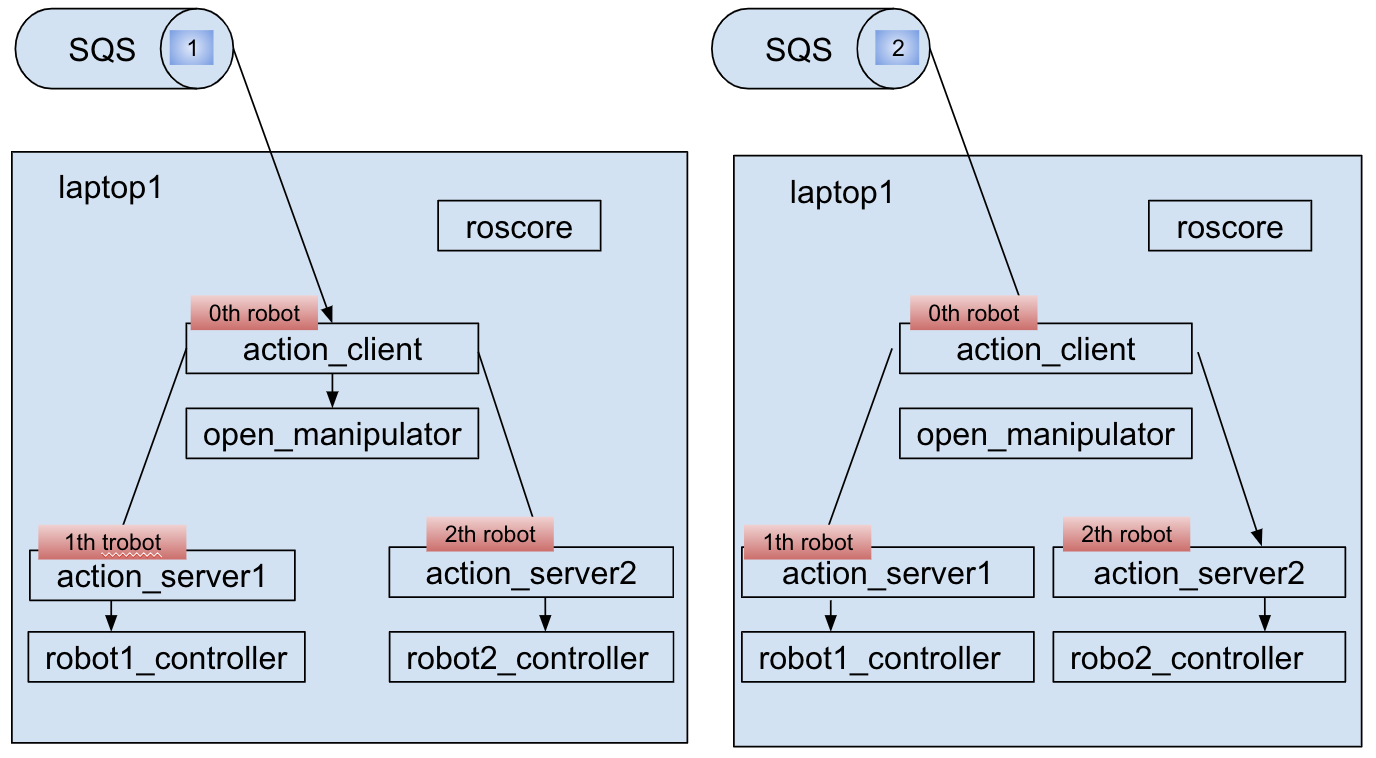 SQS
1
laptop1
roscore
0th robot
action_client
open_manipulator
1th trobot
action_server1
robot1_controller
2th robot
action_server2
robot2_controller
SQS
2
laptop1
roscore
0th robot
action_client
open_manipulator
1th robot
action_server1
robot1_controller
2th robot
action_server2
robo2_controller